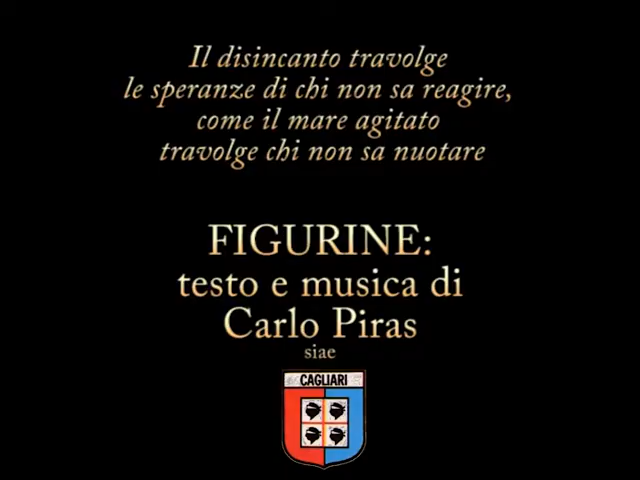 Il disincanto travolge
le speranze di chi non sa reagire,
come il mare agitato
travolge chi non sa nuotare
FIGURINE:
testo e musica di
Carlo Piras
siae
CAGLIARI